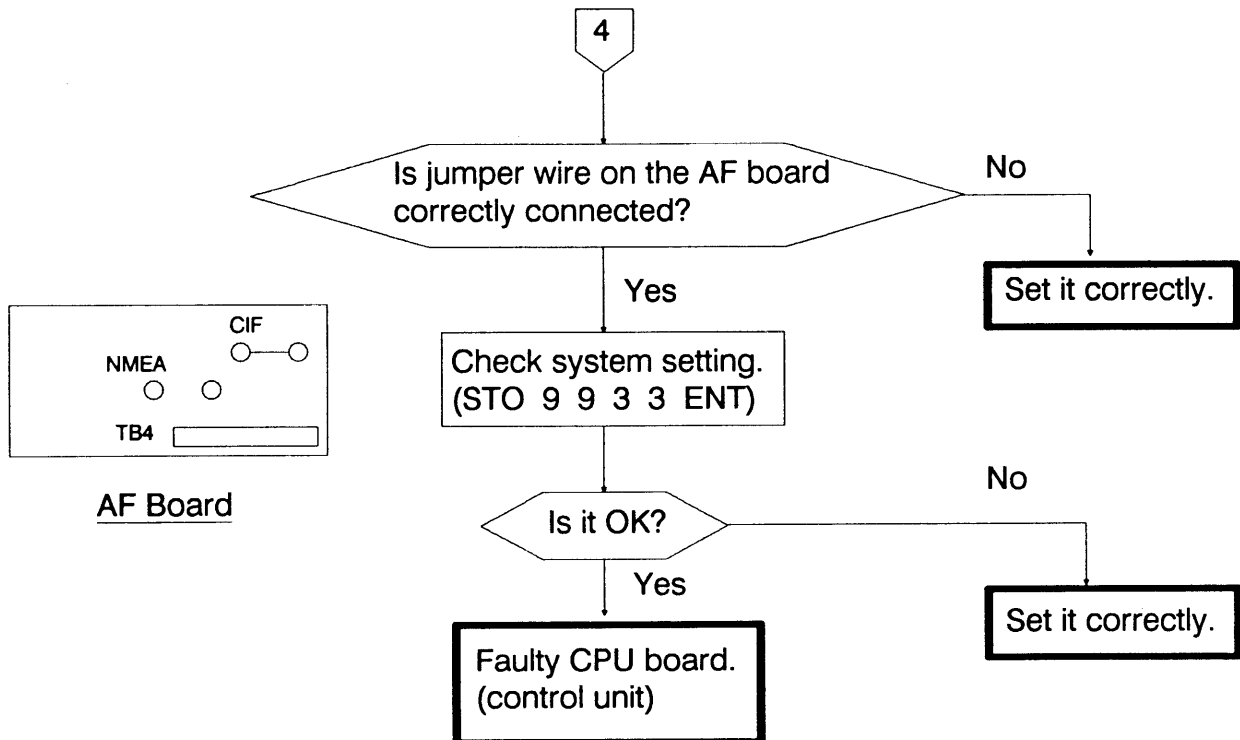 4
Is jumper wire on the AF board
correctly connected?
No
Set it correctly.
Yes
CIF
NMEA
TB4
AF Board
Check system setting.
(STO 9 9 3 3 ENT)
Is it OK?
No
Set it correctly.
Yes
Faulty CPU board.
(control unit)